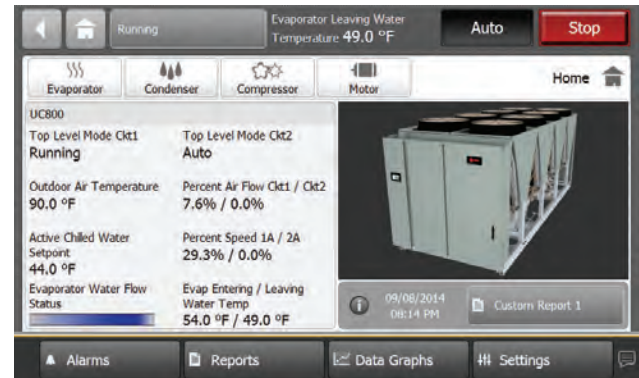 Running
Evaporator Leaving Water
Temperature 49.0 °F
Auto
Stop
Evaporator
Condenser
Compressor
Motor
Home
UC800
Top Level Mode Ckt1
Running
Top Level Mode Ckt2
Auto
Outdoor Air Temperature
90.0 °F
Percent Air Flow Ckt1 / Ckt2
7.6% / 0.0%
Active Chilled Water
Setpoint
44.0 °F
Percent Speed 1A / 2A
29.3% / 0.0%
Evaporator Water Flow
Status
Evap Entering / Leaving
Water Temp
54.0 °F / 49.0 °F
09/08/2014
08:14 PM
Custom Report 1
Alarms
Reports
Data Graphs
Settings